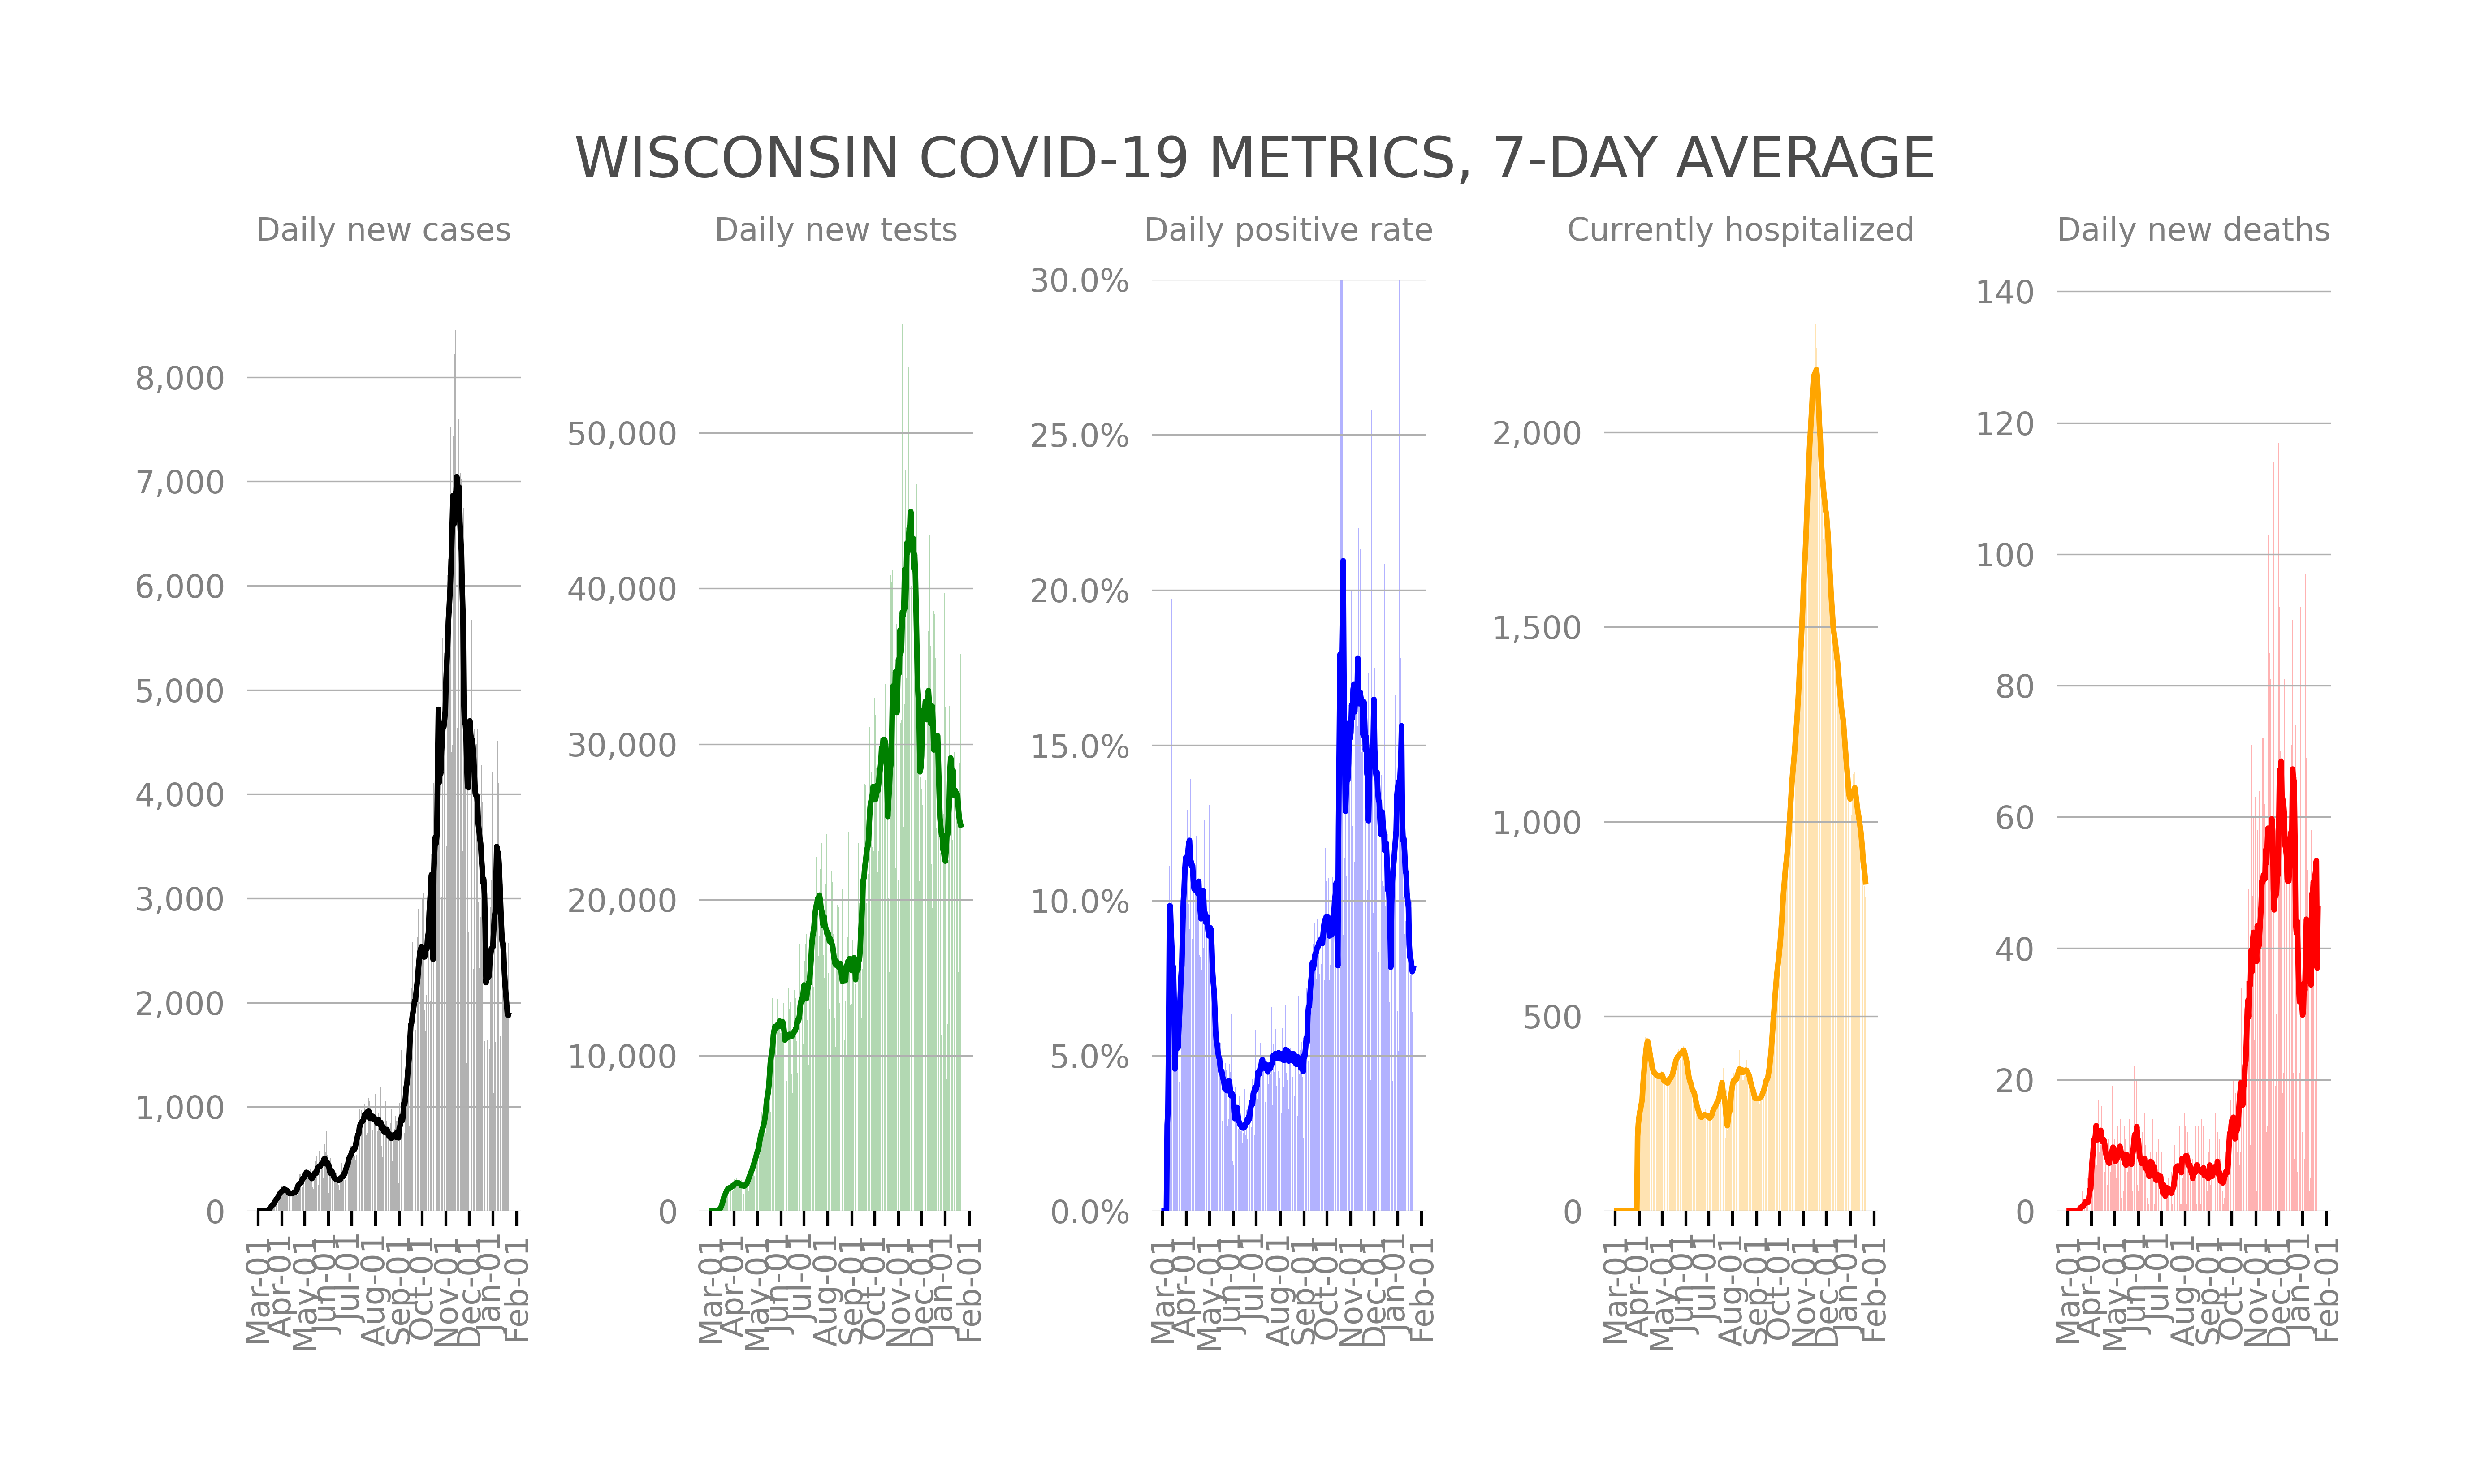 WISCONSIN COVID-19 METRICS, 7-DAY AVERAGE
Daily new cases
8,000
7,000
6,000
5,000
4,000
3,000
2,000
1,000
0
Mar-01
Apr-01
May-01
Jun-01
Jul-01
Aug-01
Sep-01
Oct-01
Nov-01
Dec-01
Jan-01
Feb-01
Daily new tests
50,000
40,000
30,000
20,000
10,000
0
Mar-01
Apr-01
May-01
Jun-01
Jul-01
Aug-01
Sep-01
Oct-01
Nov-01
Dec-01
Jan-01
Feb-01
Daily positive rate
30.0%
25.0%
20.0%
15.0%
10.0%
5.0%
0.0%
Mar-01
Apr-01
May-01
Jun-01
Jul-01
Aug-01
Sep-01
Oct-01
Nov-01
Dec-01
Jan-01
Feb-01
Currently hospitalized
2,000
1,500
1,000
500
0
Mar-01
Apr-01
May-01
Jun-01
Jul-01
Aug-01
Sep-01
Oct-01
Nov-01
Dec-01
Jan-01
Feb-01
Daily new deaths
140
120
100
80
60
40
20
0
Mar-01
Apr-01
May-01
Jun-01
Jul-01
Aug-01
Sep-01
Oct-01
Nov-01
Dec-01
Jan-01
Feb-01